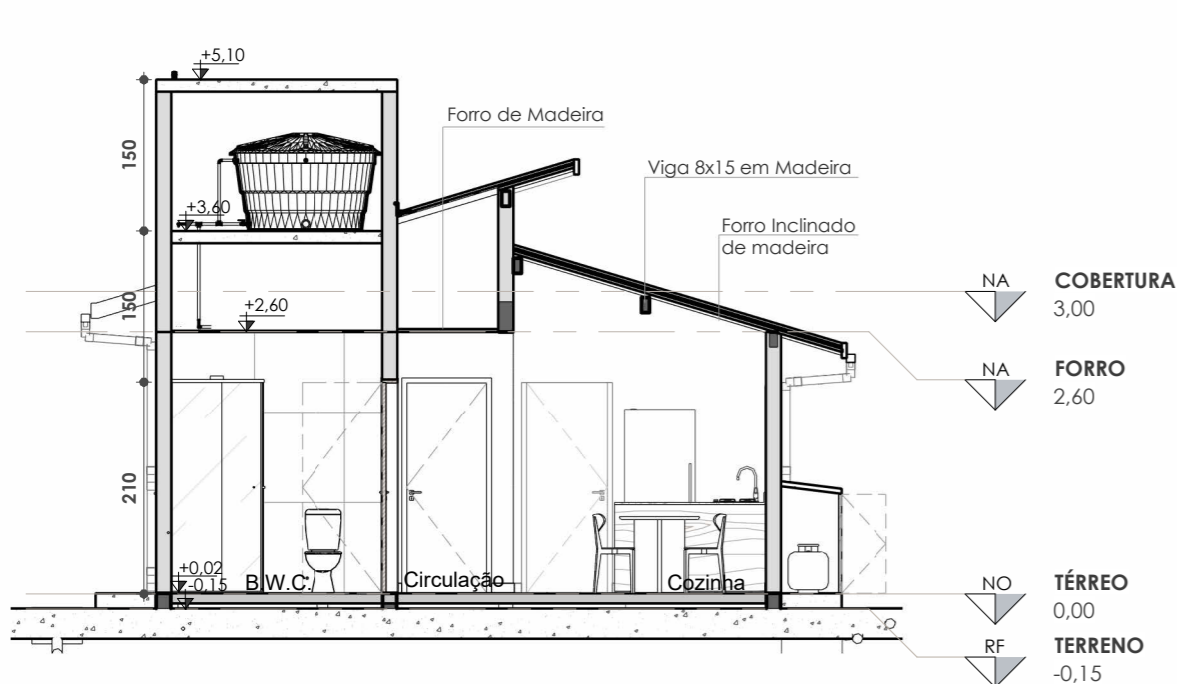 +5,10
Forro de Madeira
150
Viga 8x15 em Madeira
+3,60
Forro Inclinado
de madeira
NA COBERTURA
3,00
150
+2,60
NA FORRO
2,60
210
+0,02
-0,15
B.W.C.
Circulação
Cozinha
NO TÉRREO
0,00
RF TERRENO
-0,15